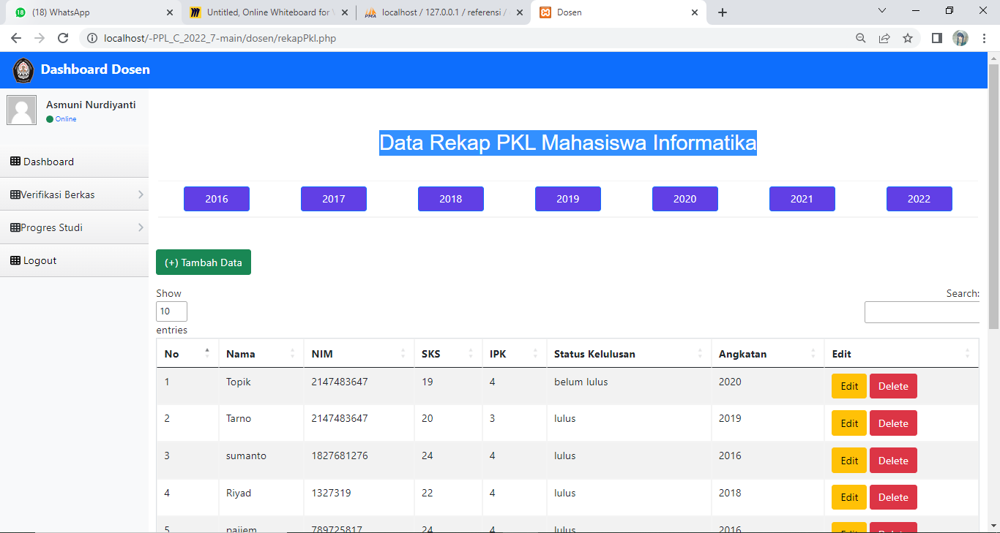 (18) WhatsApp
Untitled, Online Whiteboard for
localhost / 127.0.0.1 / referensi /
Dosen
localhost/-PPL_C_2022_7-main/dosen/rekapPkl.php
Dashboard Dosen
Asmuni Nurdiyanti
Online
Dashboard
Verifikasi Berkas
Progres Studi
Logout
Data Rekap PKL Mahasiswa Informatika
2016 2017 2018 2019 2020 2021 2022
(+) Tambah Data
Show
10
entries
Search:
No Nama NIM SKS IPK Status Kelulusan Angkatan Edit
1 Topik 2147483647 19 4 belum lulus 2020 Edit Delete
2 Tarno 2147483647 20 3 lulus 2019 Edit Delete
3 sumanto 1827681276 24 4 lulus 2016 Edit Delete
4 Riyad 1327319 22 4 lulus 2018 Edit Delete
5 paijem 789725817 24 4 lulus 2016 Edit Delete